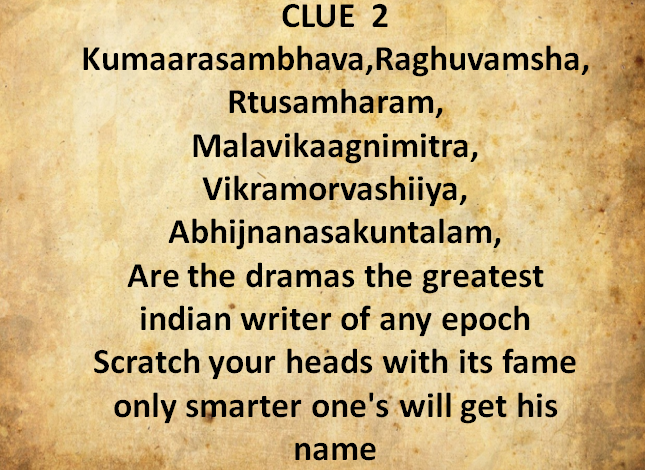 CLUE  2
Kumaarasambhava,Raghuvamsha,
Rtusamharam,
Malavikaagnimitra,
Vikramorvashiiya,
Abhijnanasakuntalam,
Are the dramas the greatest
indian writer of any epoch
Scratch your heads with its fame
only smarter one's will get his
name